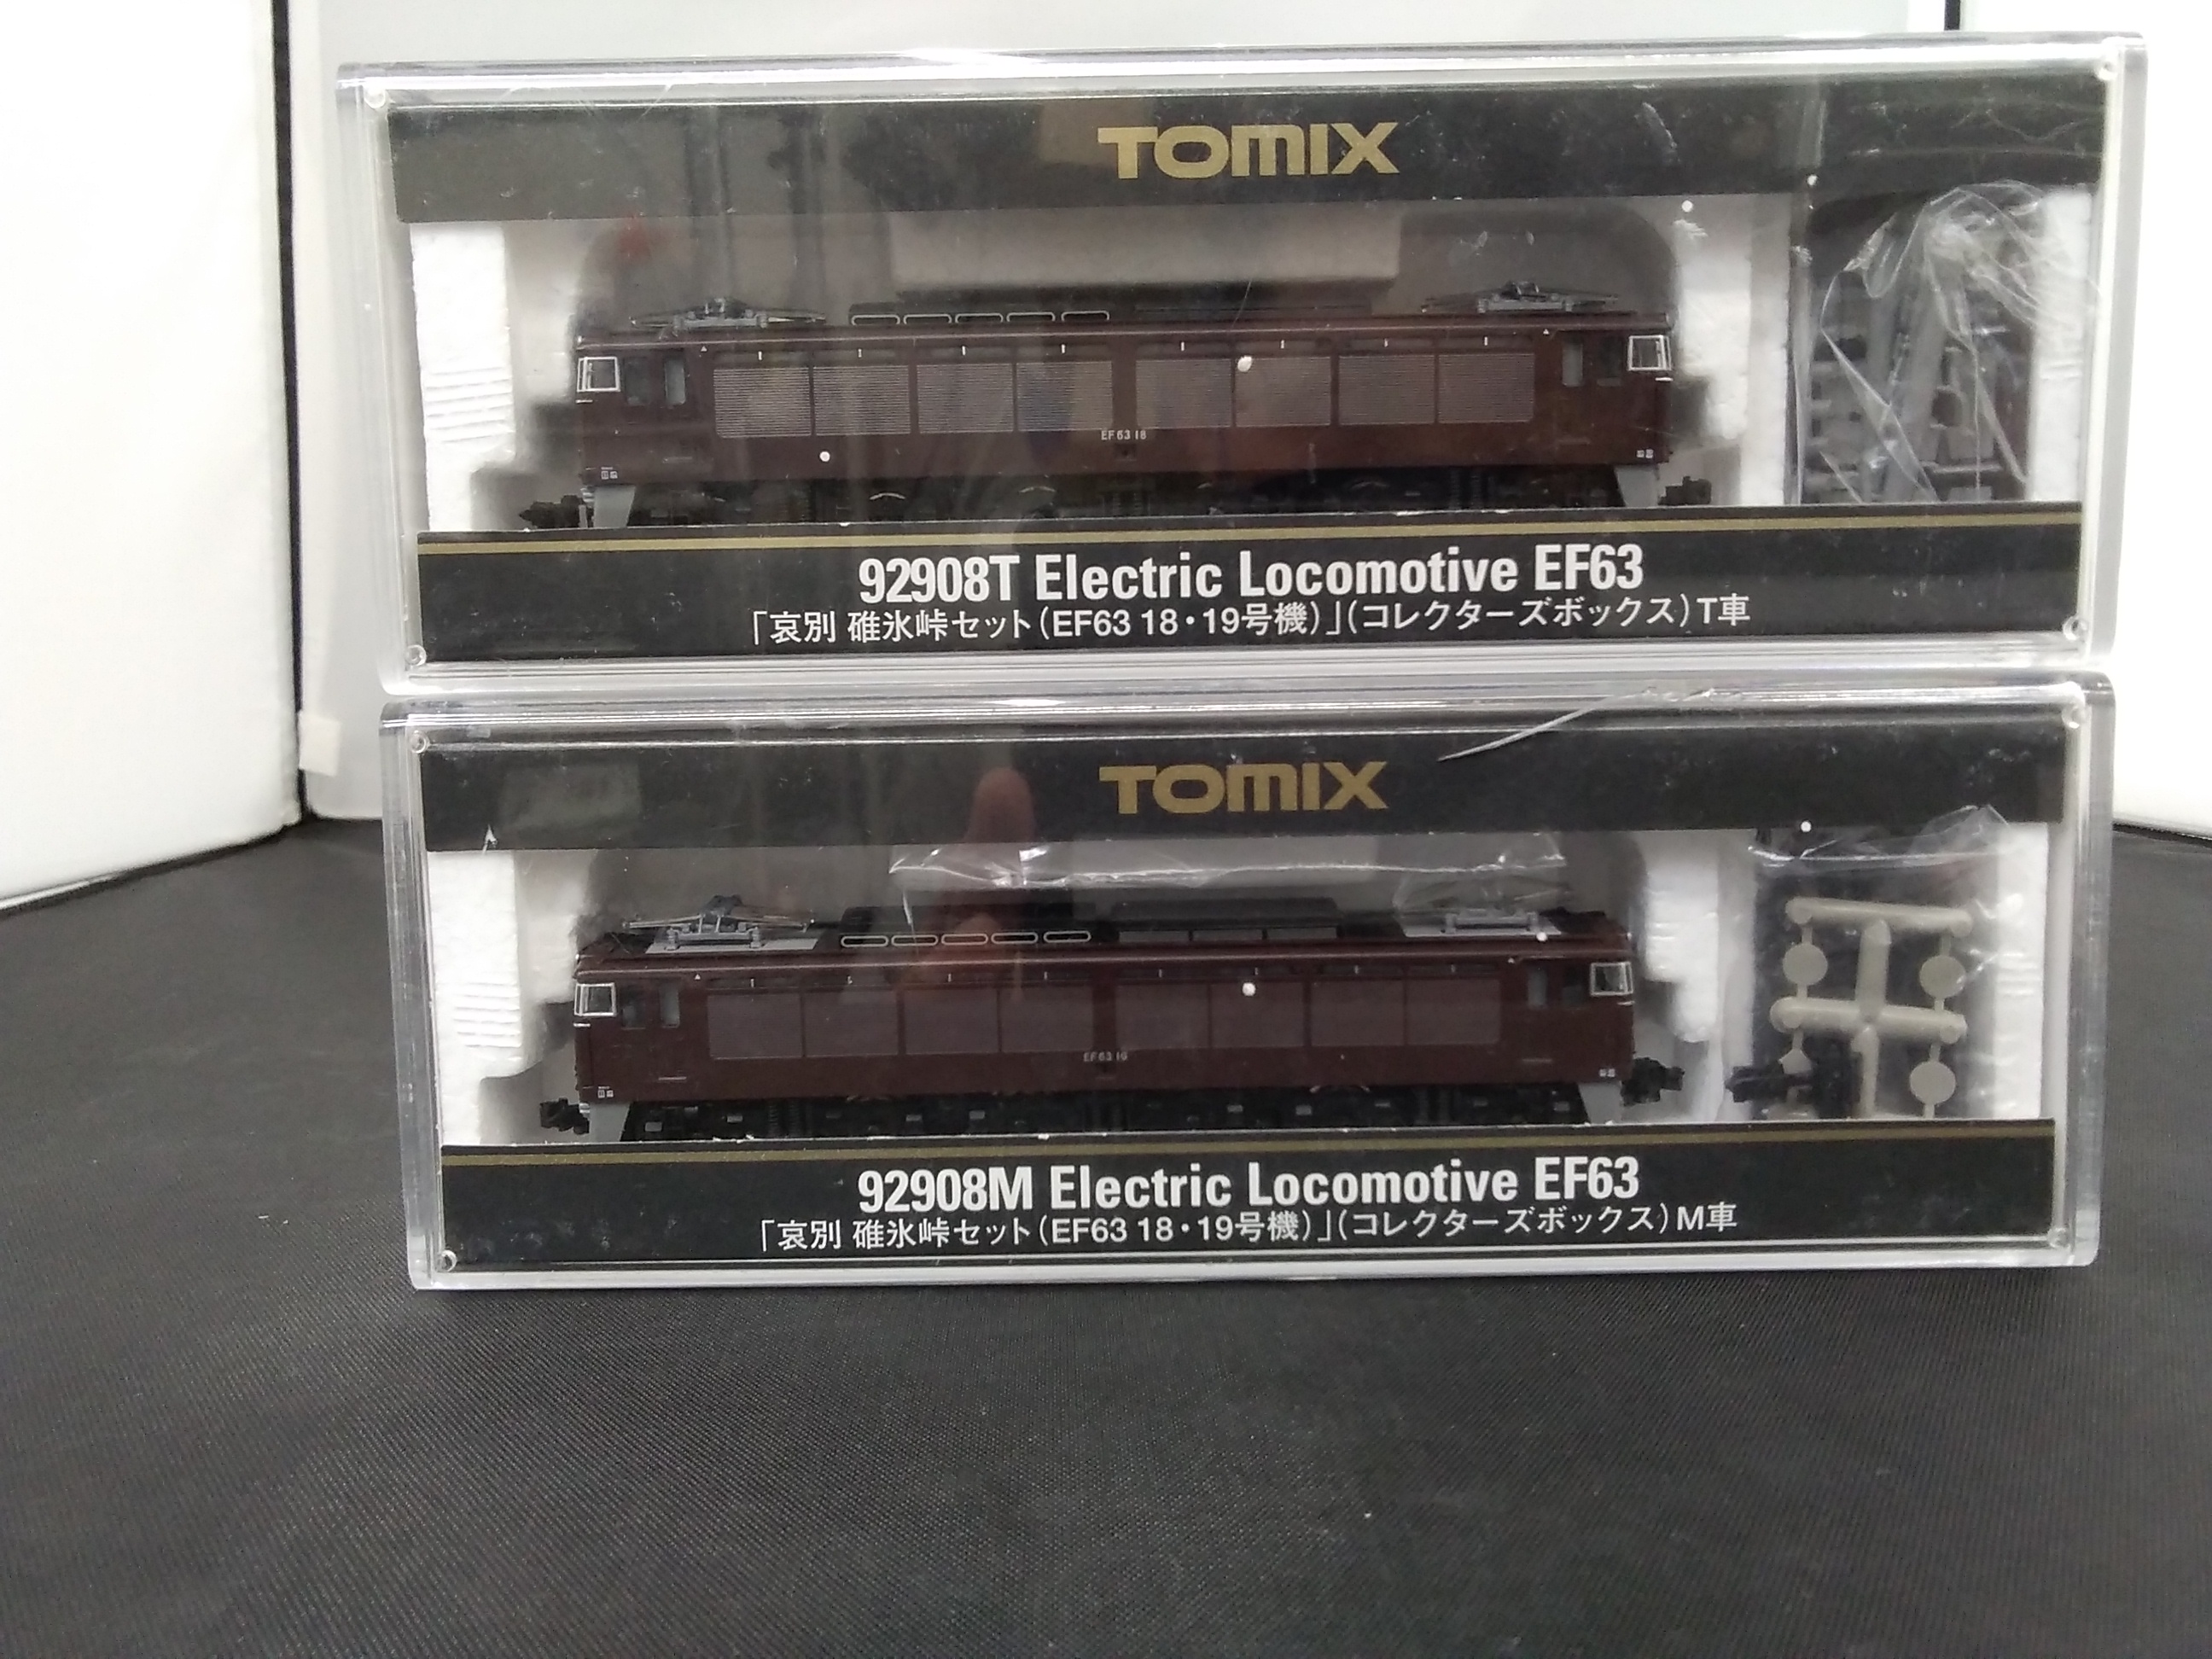 TOMIX
EF63 18
92908T Electric Locomotive EF63
「哀別 碓氷峠セット(EF63 18・19号機)」(コレクターズボックス)T車
TOMIX
92908M Electric Locomotive EF63
「哀別 碓氷峠セット(EF63 18・19号機)」(コレクターズボックス)M車